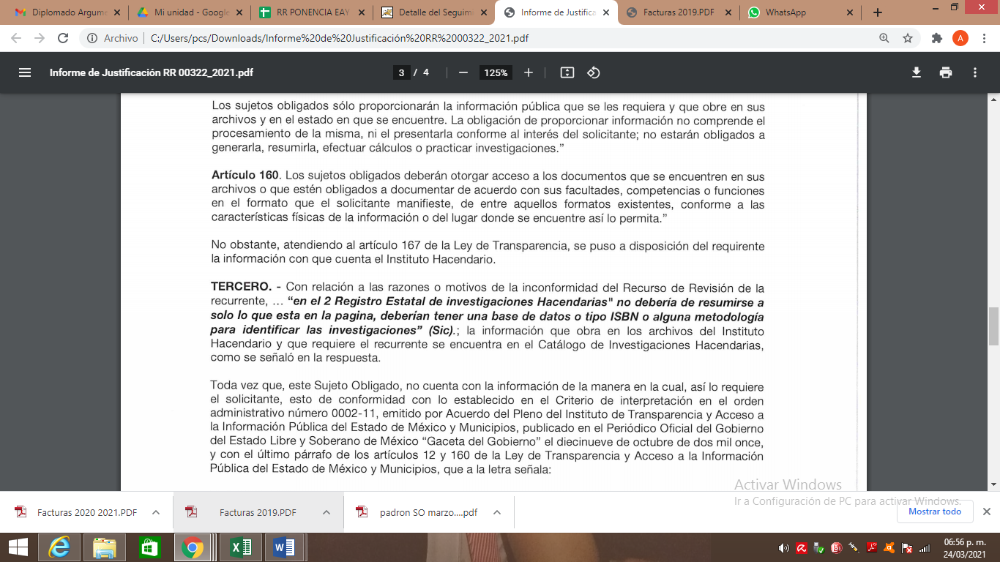 Diplomado Argume
Mi unidad - Google
RR PONENCIA EAY
Detalle del Seguim
Informe de Justifica
Facturas 2019.PDF
WhatsApp
Archivo
C:/Users/pcs/Downloads/Informe%20de%20Justificación%20RR%2000322_2021.pdf
A
Informe de Justificación RR 00322_2021.pdf
3 / 4
125%
Los sujetos obligados sólo proporcionarán la información pública que se les requiera y que obre en sus
archivos y en el estado en que se encuentre. La obligación de proporcionar información no comprende el
procesamiento de la misma, ni el presentarla conforme al interés del solicitante; no estarán obligados a
generarla, resumirla, efectuar cálculos o practicar investigaciones.”
Artículo 160. Los sujetos obligados deberán otorgar acceso a los documentos que se encuentren en sus
archivos o que estén obligados a documentar de acuerdo con sus facultades, competencias o funciones
en el formato que el solicitante manifieste, de entre aquellos formatos existentes, conforme a las
características físicas de la información o del lugar donde se encuentre así lo permita.”
No obstante, atendiendo al artículo 167 de la Ley de Transparencia, se puso a disposición del requirente
la información con que cuenta el Instituto Hacendario.
TERCERO. - Con relación a las razones o motivos de la inconformidad del Recurso de Revisión de la
recurrente, … “en el 2 Registro Estatal de investigaciones Hacendarias" no debería de resumirse a
solo lo que esta en la pagina, deberían tener una base de datos o tipo ISBN o alguna metodología
para identificar las investigaciones” (Sic).; la información que obra en los archivos del Instituto
Hacendario y que requiere el recurrente se encuentra en el Catálogo de Investigaciones Hacendarias,
como se señaló en la respuesta.
Toda vez que, este Sujeto Obligado, no cuenta con la información de la manera en la cual, así lo requiere
el solicitante, esto de conformidad con lo establecido en el Criterio de interpretación en el orden
administrativo número 0002-11, emitido por Acuerdo del Pleno del Instituto de Transparencia y Acceso a
la Información Pública del Estado de México y Municipios, publicado en el Periódico Oficial del Gobierno
del Estado Libre y Soberano de México “Gaceta del Gobierno” el diecinueve de octubre de dos mil once,
y con el último párrafo de los artículos 12 y 160 de la Ley de Transparencia y Acceso a la Información
Pública del Estado de México y Municipios, que a la letra señala:
Activar Windows
Ir a Configuración de PC para activar Windows.
Facturas 2020 2021.PDF
Facturas 2019.PDF
padron SO marzo....pdf
Mostrar todo
06:56 p. m.
24/03/2021